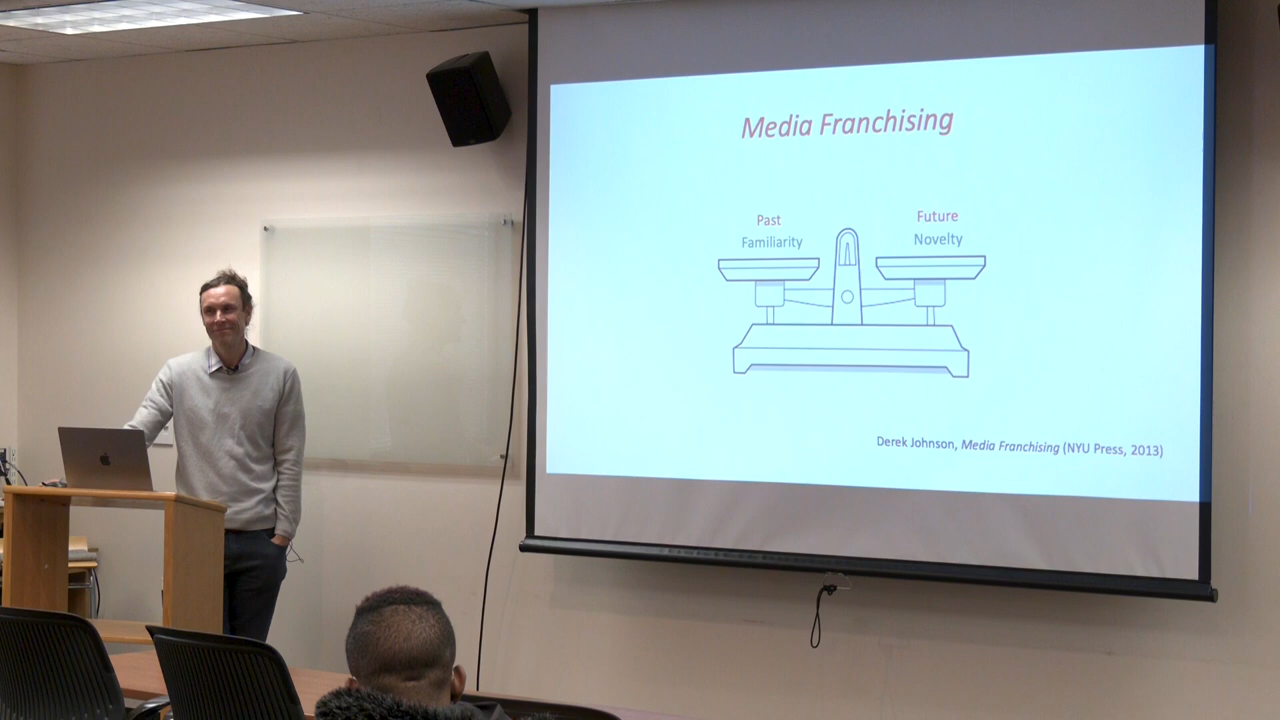 Media Franchising
Past
Familiarity
Future
Novelty
Derek Johnson, Media Franchising (NYU Press, 2013)